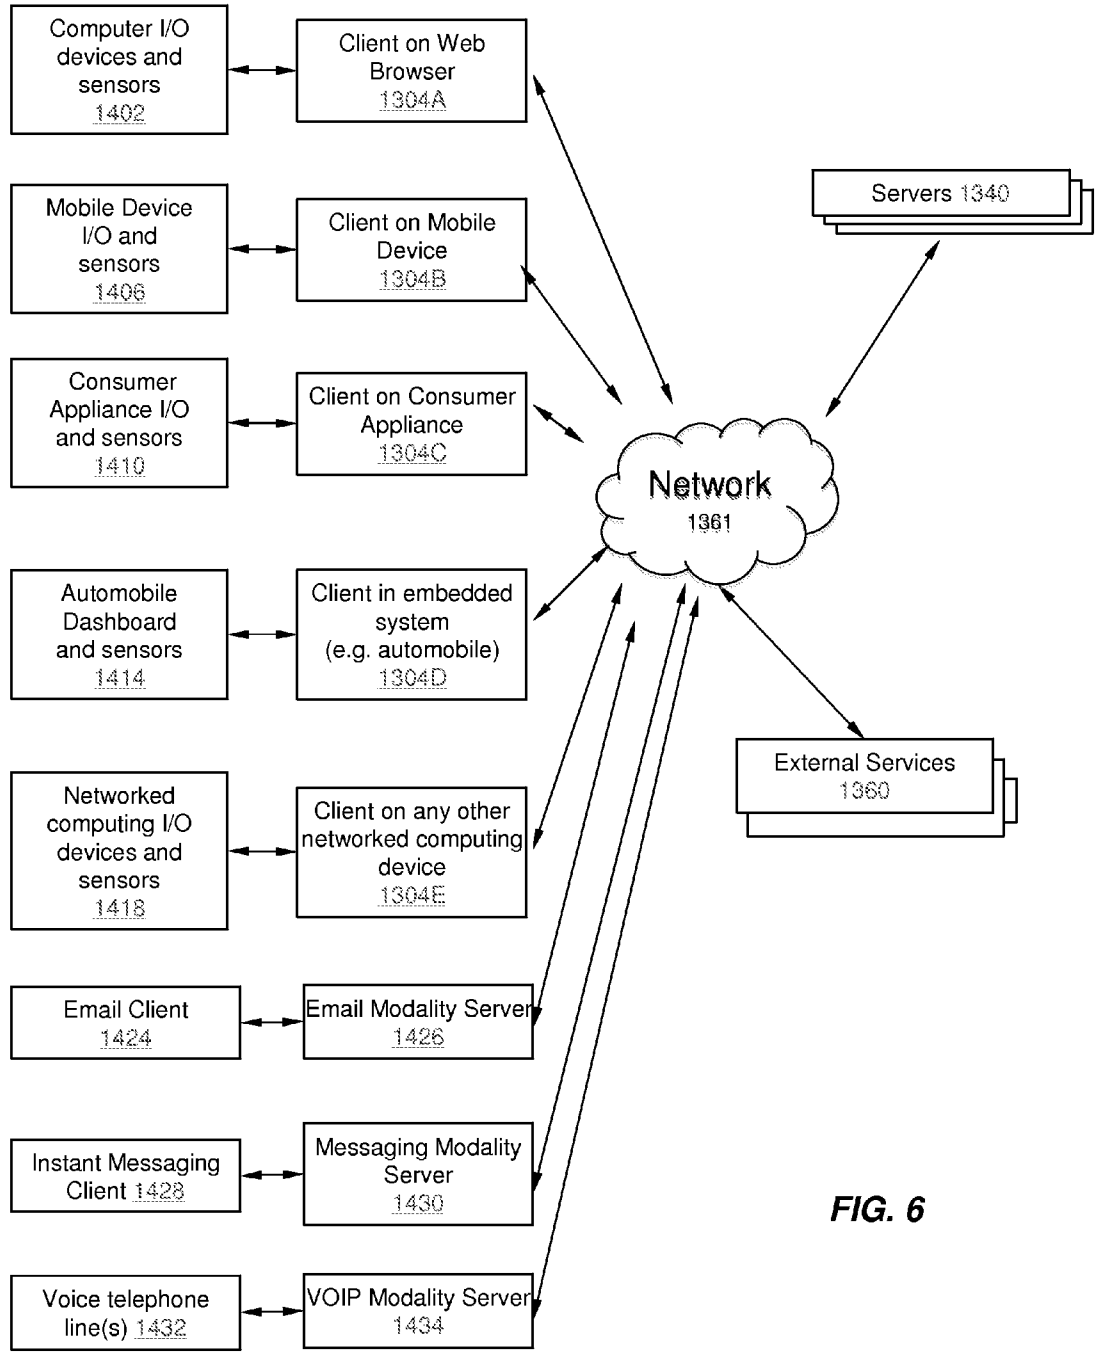 Computer I/O
devices and
sensors
1402
Client on Web
Browser
1304A
Mobile Device
I/O and
sensors
1406
Client on Mobile
Device
1304B
Servers 1340
Consumer
Appliance I/O
and sensors
1410
Client on Consumer
Appliance
1304C
Network
1361
Automobile
Dashboard
and sensors
1414
Client in embedded
system
(e.g. automobile)
1304D
External Services
1360
Networked
computing I/O
devices and
sensors
1418
Client on any other
networked computing
device
1304E
Email Client
1424
Email Modality Server
1426
Instant Messaging
Client 1428
Messaging Modality
Server
1430
Voice telephone
line(s) 1432
VOIP Modality Server
1434
FIG. 6